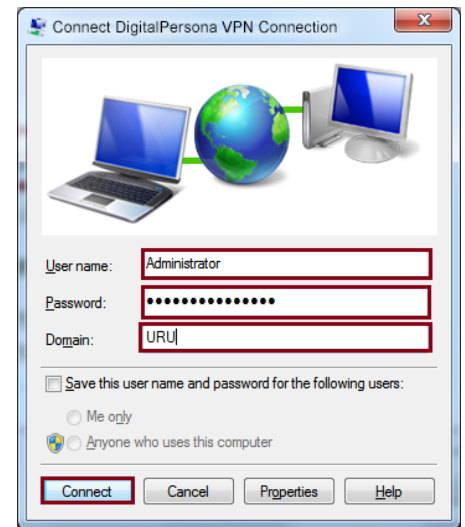 Connect DigitalPersona VPN Connection
User name: Administrator
Password: ●●●●●●●●●●●●●●●
Domain: URU
Save this user name and password for the following users:
Me only
Anyone who uses this computer
Connect Cancel Properties Help